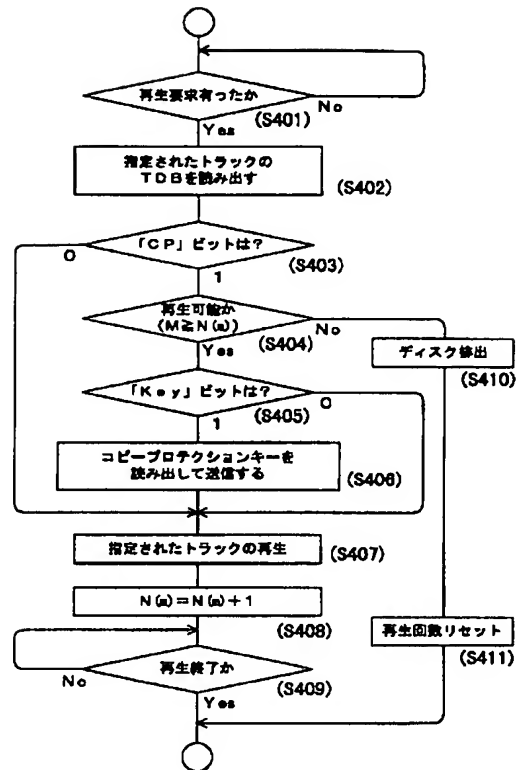 再生要求有ったか
No
Yes
(S401)
指定されたトラックの
TDBを読み出す
(S402)
「CP」ビットは?
0
(S403)
1
再生可能か
(M≧N(m))
No
Yes
(S404)
ディスク排出
(S410)
「Key」ビットは?
0
(S405)
1
コピープロテクションキーを
読み出して送信する
(S406)
指定されたトラックの再生
(S407)
N(m)=N(m)+1
(S408)
再生回数リセット
(S411)
再生終了か
No
(S409)
Yes